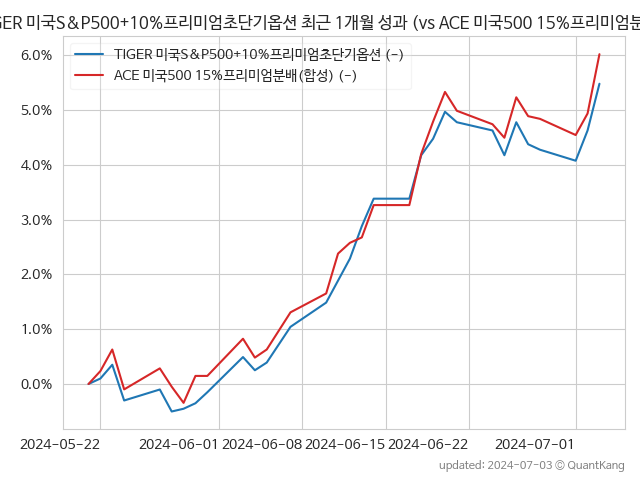 GER 미국S&P500+10%프리미엄초단기옵션 최근 1개월 성과 (vs ACE 미국500 15%프리미엄분
TIGER 미국S&P500+10%프리미엄초단기옵션 (-)
ACE 미국500 15%프리미엄분배(합성) (-)
6.0%
5.0%
4.0%
3.0%
2.0%
1.0%
0.0%
2024-05-22 2024-06-01 2024-06-08 2024-06-15 2024-06-22 2024-07-01
updated: 2024-07-03 © QuantKang